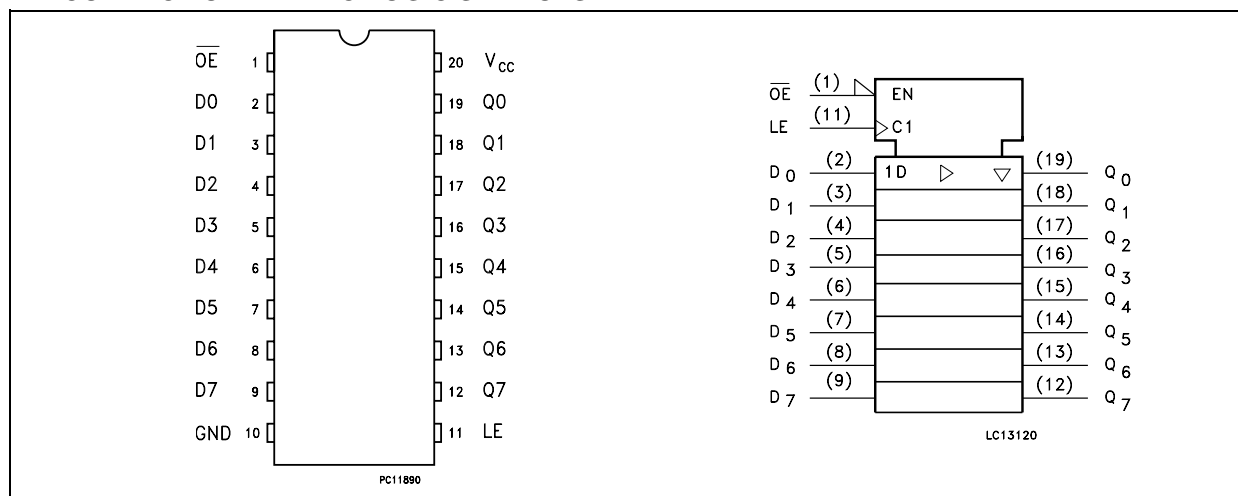 O̅E̅ 1 20 VCC
D0 2 19 Q0
D1 3 18 Q1
D2 4 17 Q2
D3 5 16 Q3
D4 6 15 Q4
D5 7 14 Q5
D6 8 13 Q6
D7 9 12 Q7
GND 10 11 LE
PC11890
O̅E̅ (1) EN
LE (11) C1
D0 (2) 1D (19) Q0
D1 (3) (18) Q1
D2 (4) (17) Q2
D3 (5) (16) Q3
D4 (6) (15) Q4
D5 (7) (14) Q5
D6 (8) (13) Q6
D7 (9) (12) Q7
LC13120